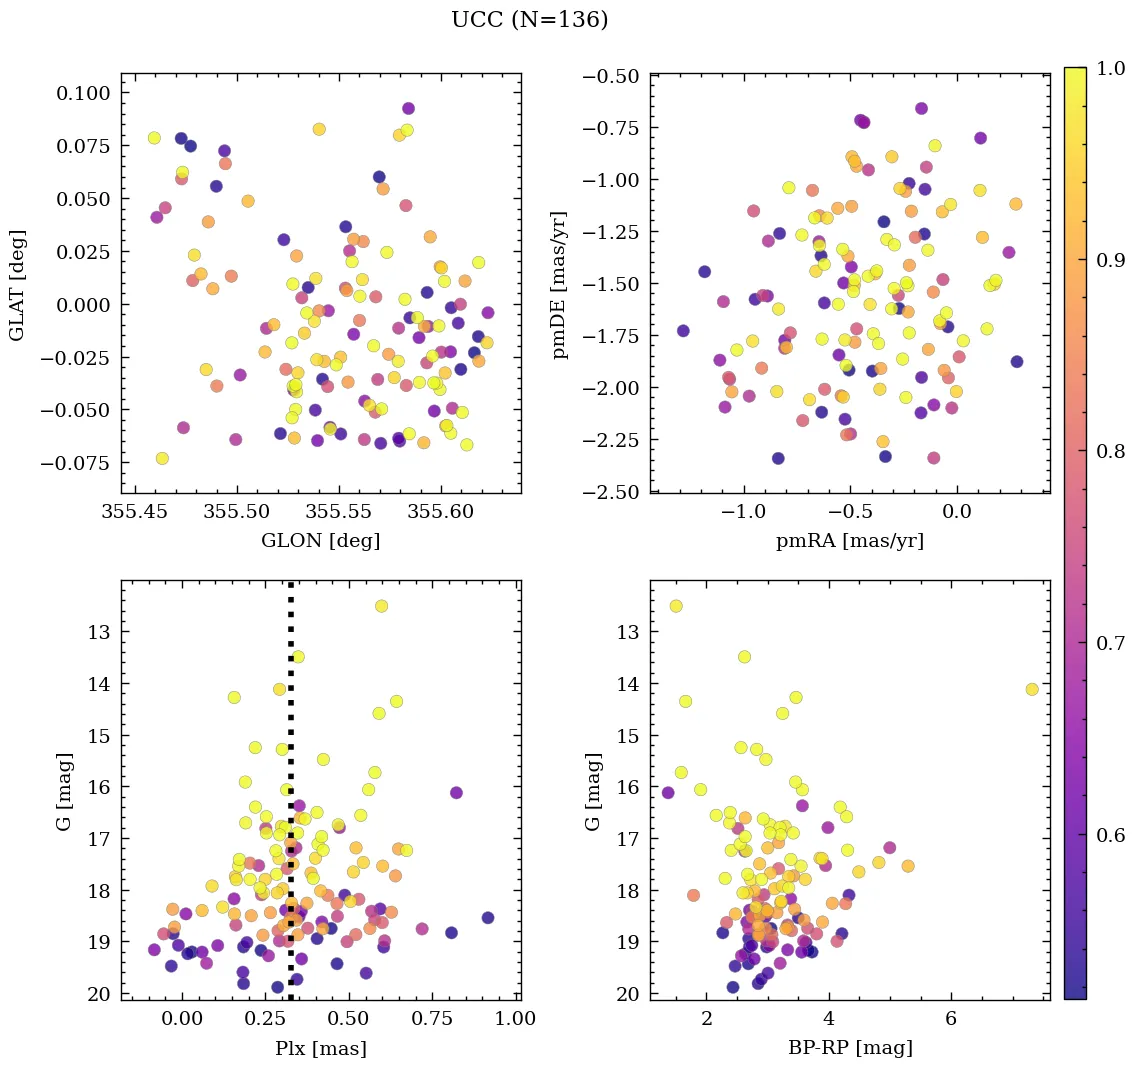 UCC (N=136)
0.100
0.075
0.050
0.025
0.000
−0.025
−0.050
−0.075
GLAT [deg]
355.45 355.50 355.55 355.60
GLON [deg]
−0.50
−0.75
−1.00
−1.25
−1.50
−1.75
−2.00
−2.25
−2.50
pmDE [mas/yr]
−1.0 −0.5 0.0
pmRA [mas/yr]
1.0
0.9
0.8
0.7
0.6
13
14
15
16
17
18
19
20
G [mag]
0.00 0.25 0.50 0.75 1.00
Plx [mas]
13
14
15
16
17
18
19
20
G [mag]
2 4 6
BP-RP [mag]